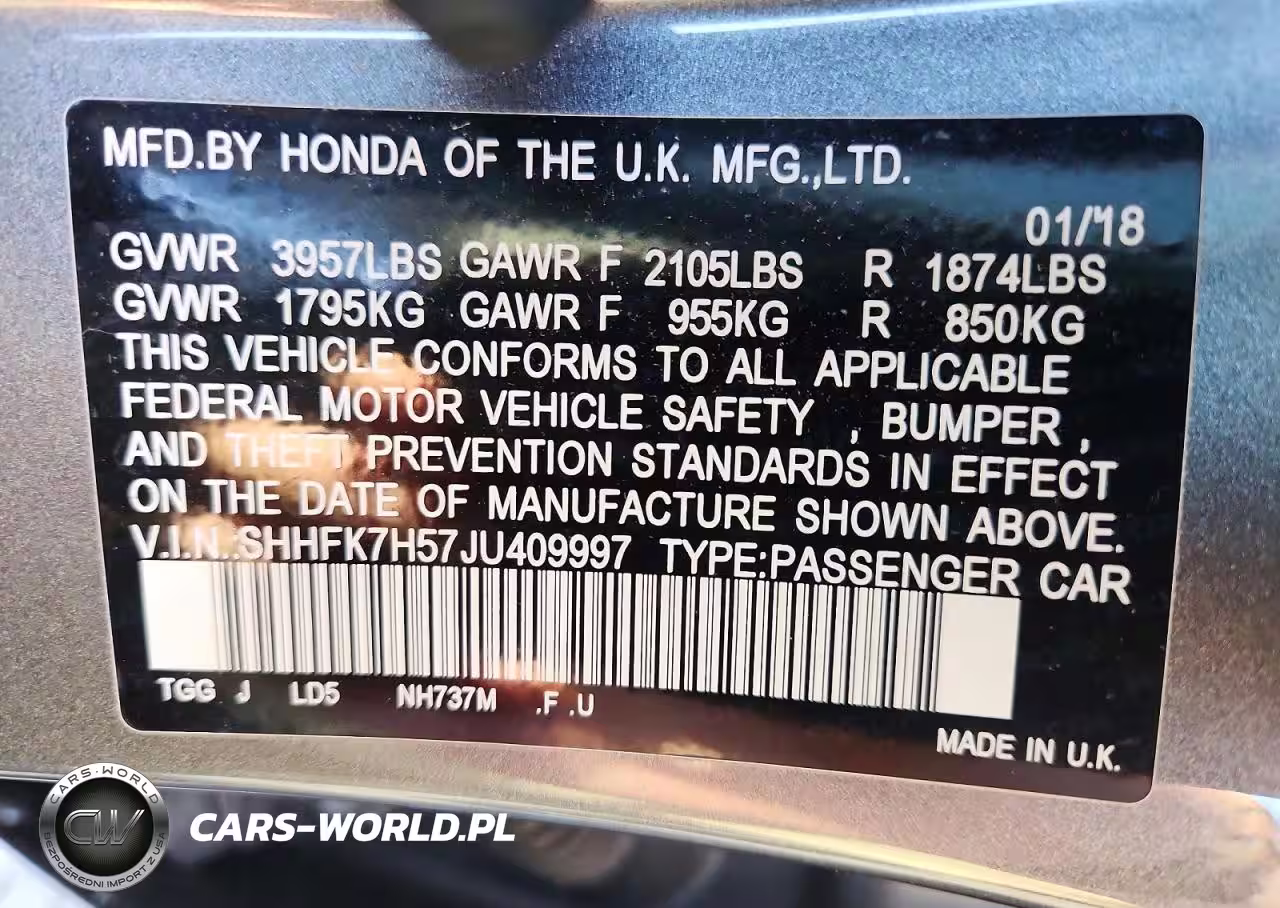 MFD.BY HONDA OF THE U.K. MFG.,LTD.
01/18
GVWR 3957LBS GAWR F 2105LBS R 1874LBS
GVWR 1795KG GAWR F 955KG R 850KG
THIS VEHICLE CONFORMS TO ALL APPLICABLE
FEDERAL MOTOR VEHICLE SAFETY , BUMPER ,
AND THEFT PREVENTION STANDARDS IN EFFECT
ON THE DATE OF MANUFACTURE SHOWN ABOVE.
V.I.N.:SHHFK7H57JU409997 TYPE:PASSENGER CAR
TGG J LD5 NH737M .F .U
MADE IN U.K.
CARS-WORLD
CW
BEZPOŚREDNI IMPORT Z USA
CARS-WORLD.PL